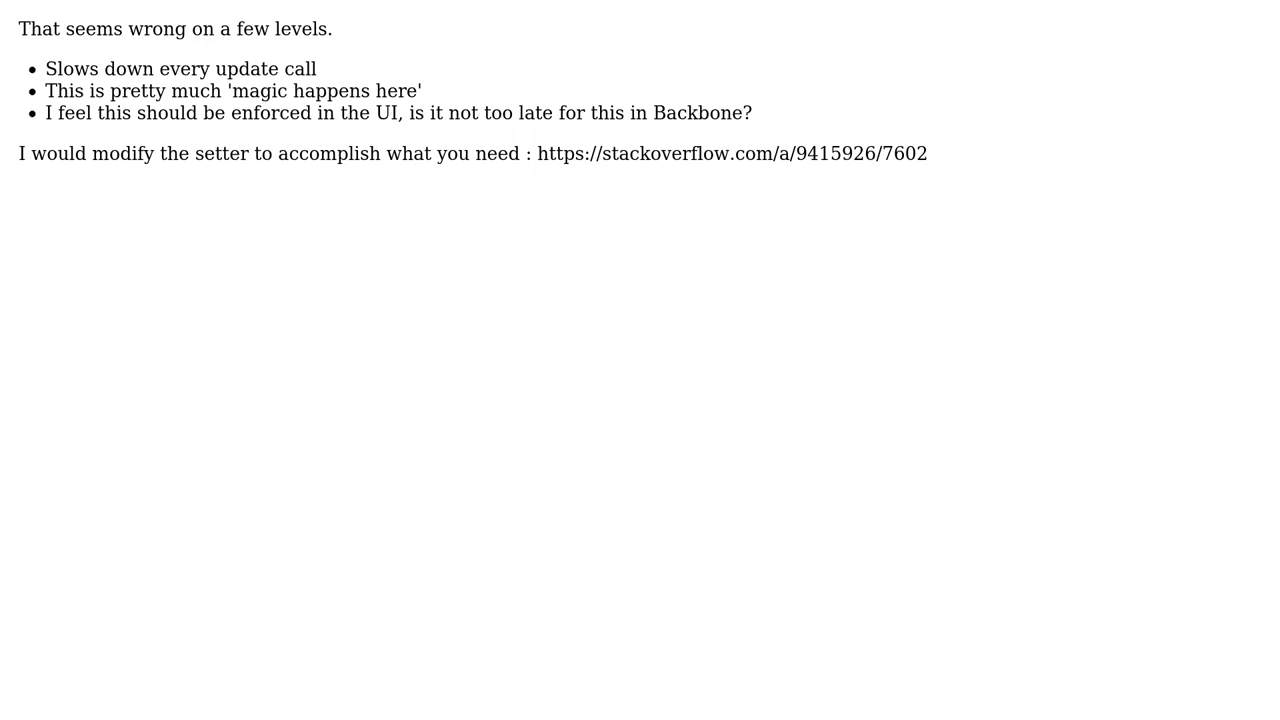 That seems wrong on a few levels.
• Slows down every update call
• This is pretty much 'magic happens here'
• I feel this should be enforced in the UI, is it not too late for this in Backbone?
I would modify the setter to accomplish what you need : https://stackoverflow.com/a/9415926/7602